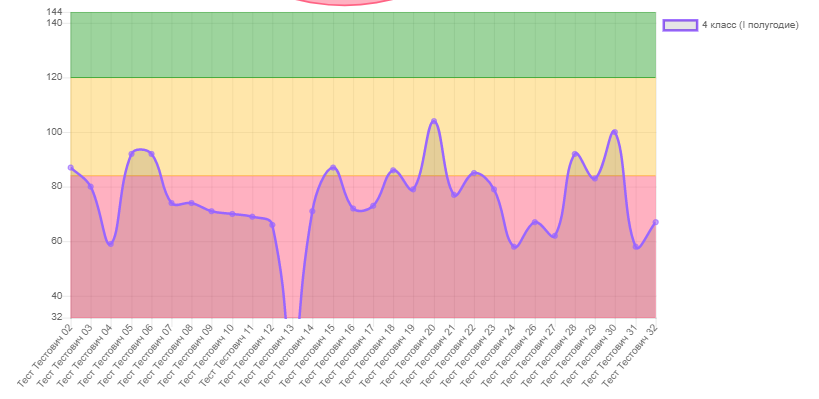 144
140
120
100
80
60
40
32
4 класс (I полугодие)
Тест Тестович 02
Тест Тестович 03
Тест Тестович 04
Тест Тестович 05
Тест Тестович 06
Тест Тестович 07
Тест Тестович 08
Тест Тестович 09
Тест Тестович 10
Тест Тестович 11
Тест Тестович 12
Тест Тестович 13
Тест Тестович 14
Тест Тестович 15
Тест Тестович 16
Тест Тестович 17
Тест Тестович 18
Тест Тестович 19
Тест Тестович 20
Тест Тестович 21
Тест Тестович 22
Тест Тестович 23
Тест Тестович 24
Тест Тестович 26
Тест Тестович 27
Тест Тестович 28
Тест Тестович 29
Тест Тестович 30
Тест Тестович 31
Тест Тестович 32